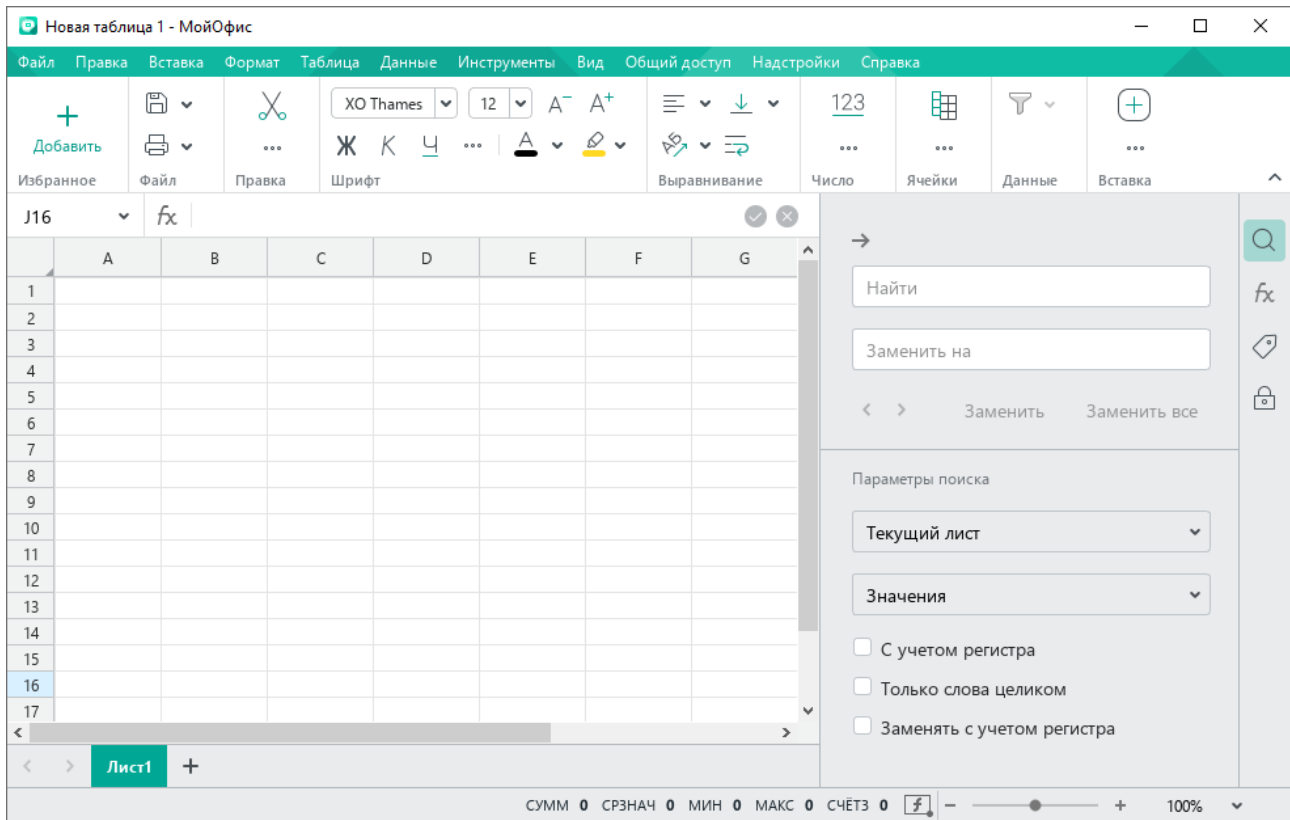 Новая таблица 1 - МойОфис
Файл Правка Вставка Формат Таблица Данные Инструменты Вид Общий доступ Надстройки Справка
XO Thames 12 A⁻ A⁺ 123
Добавить Ж К Ч A AB
Избранное Файл Правка Шрифт Выравнивание Число Ячейки Данные Вставка
J16 fx
A B C D E F G
1
2
3
4
5
6
7
8
9
10
11
12
13
14
15
16
17
Найти
Заменить на
Заменить Заменить все
Параметры поиска
Текущий лист
Значения
С учетом регистра
Только слова целиком
Заменять с учетом регистра
fx
Лист1
СУММ 0 СРЗНАЧ 0 МИН 0 МАКС 0 СЧЁТЗ 0 f 100%